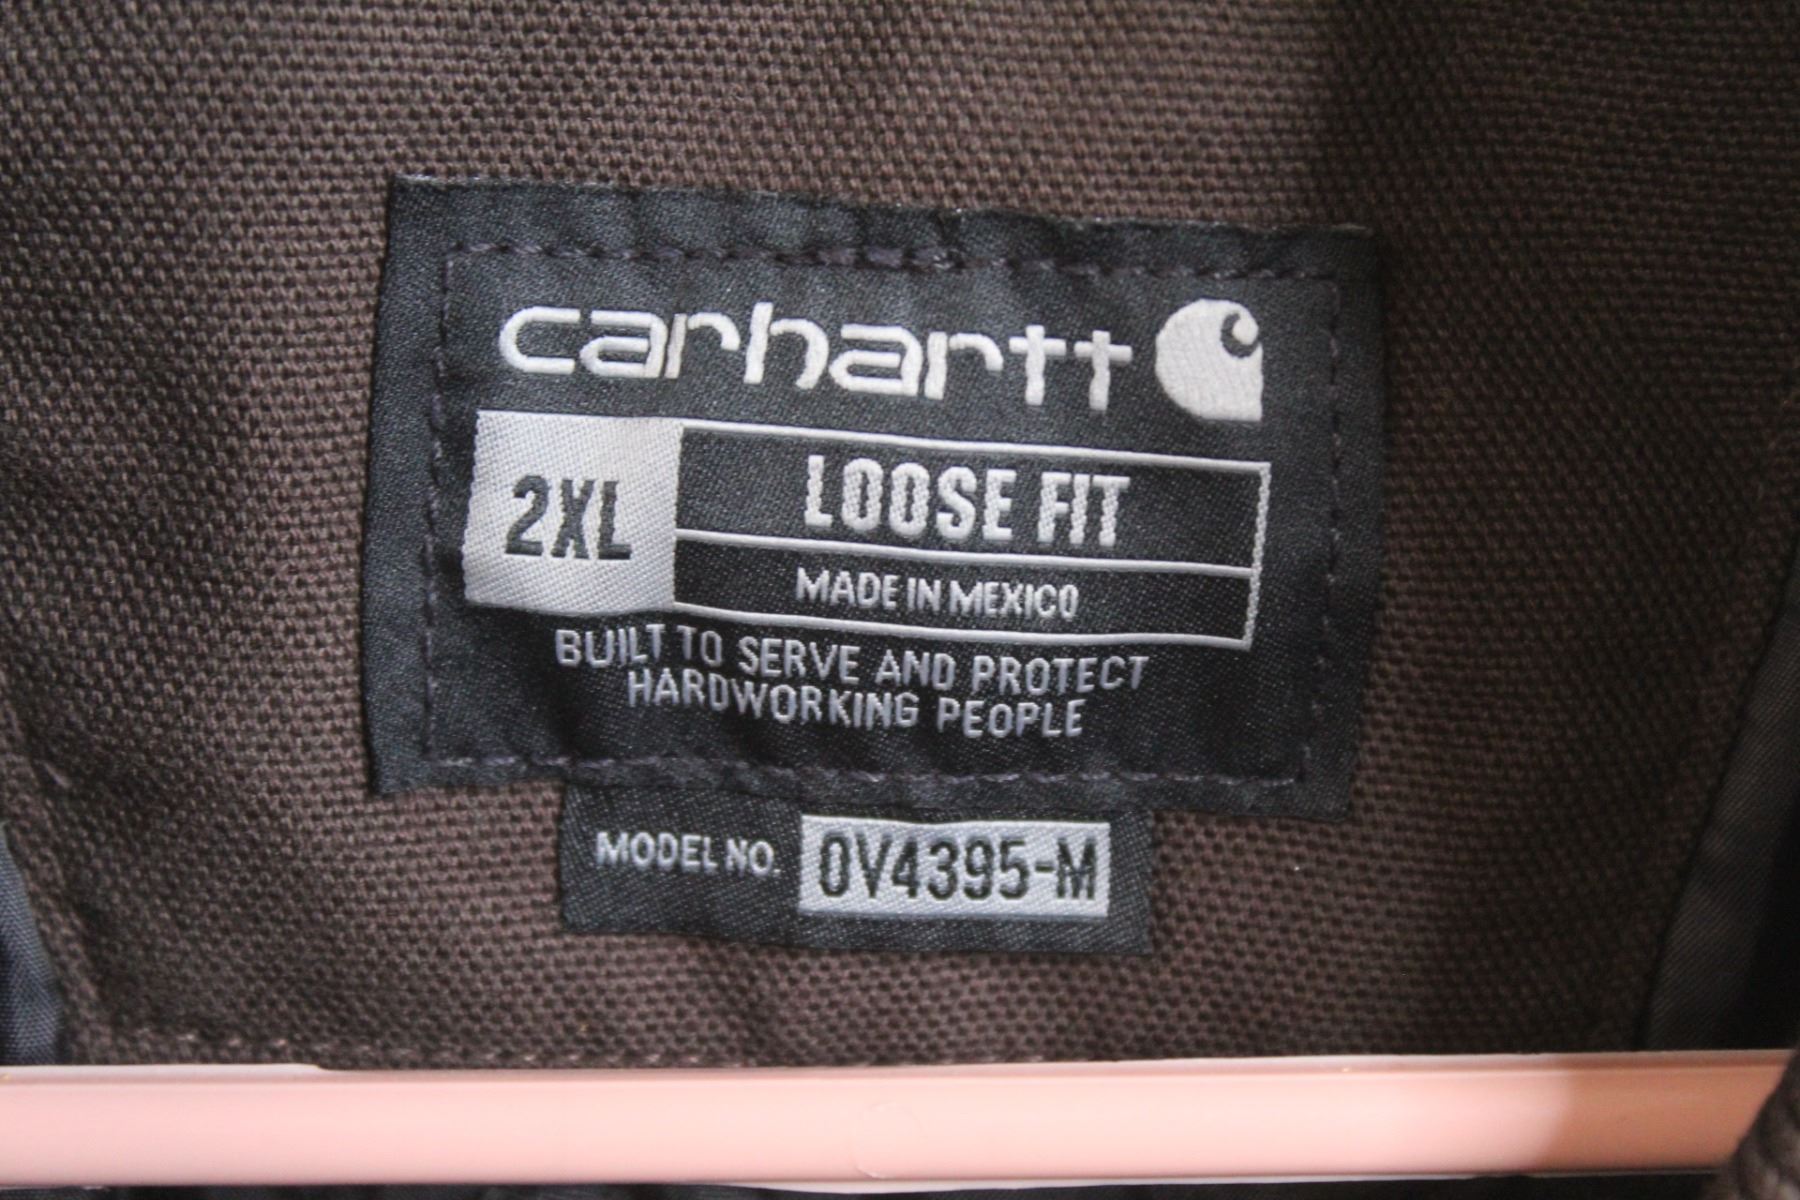 carhartt
2XL
LOOSE FIT
MADE IN MEXICO
BUILT TO SERVE AND PROTECT
HARDWORKING PEOPLE
MODEL NO. 0V4395-M